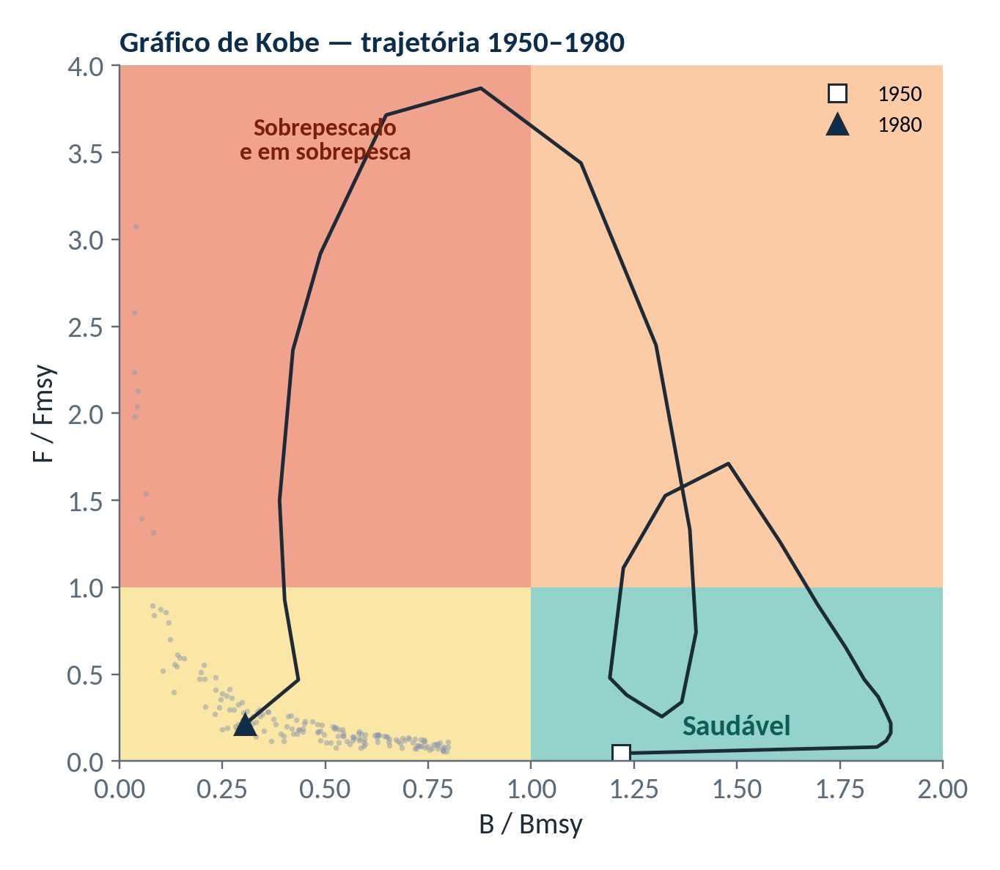 Gráfico de Kobe — trajetória 1950–1980
1950
1980
Sobrepescado
e em sobrepesca
Saudável
F / Fmsy
4.0
3.5
3.0
2.5
2.0
1.5
1.0
0.5
0.0
0.00 0.25 0.50 0.75 1.00 1.25 1.50 1.75 2.00
B / Bmsy